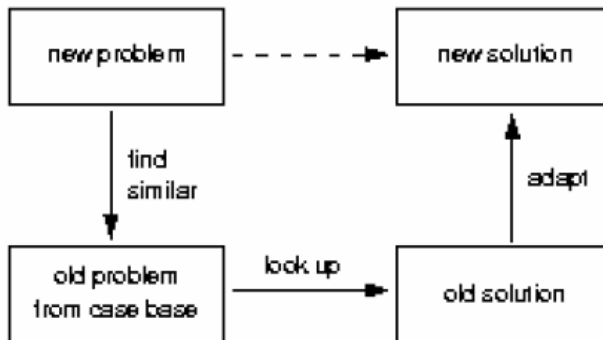 new problem
new solution
find
similar
adapt
old problem
from case base
look up
old solution